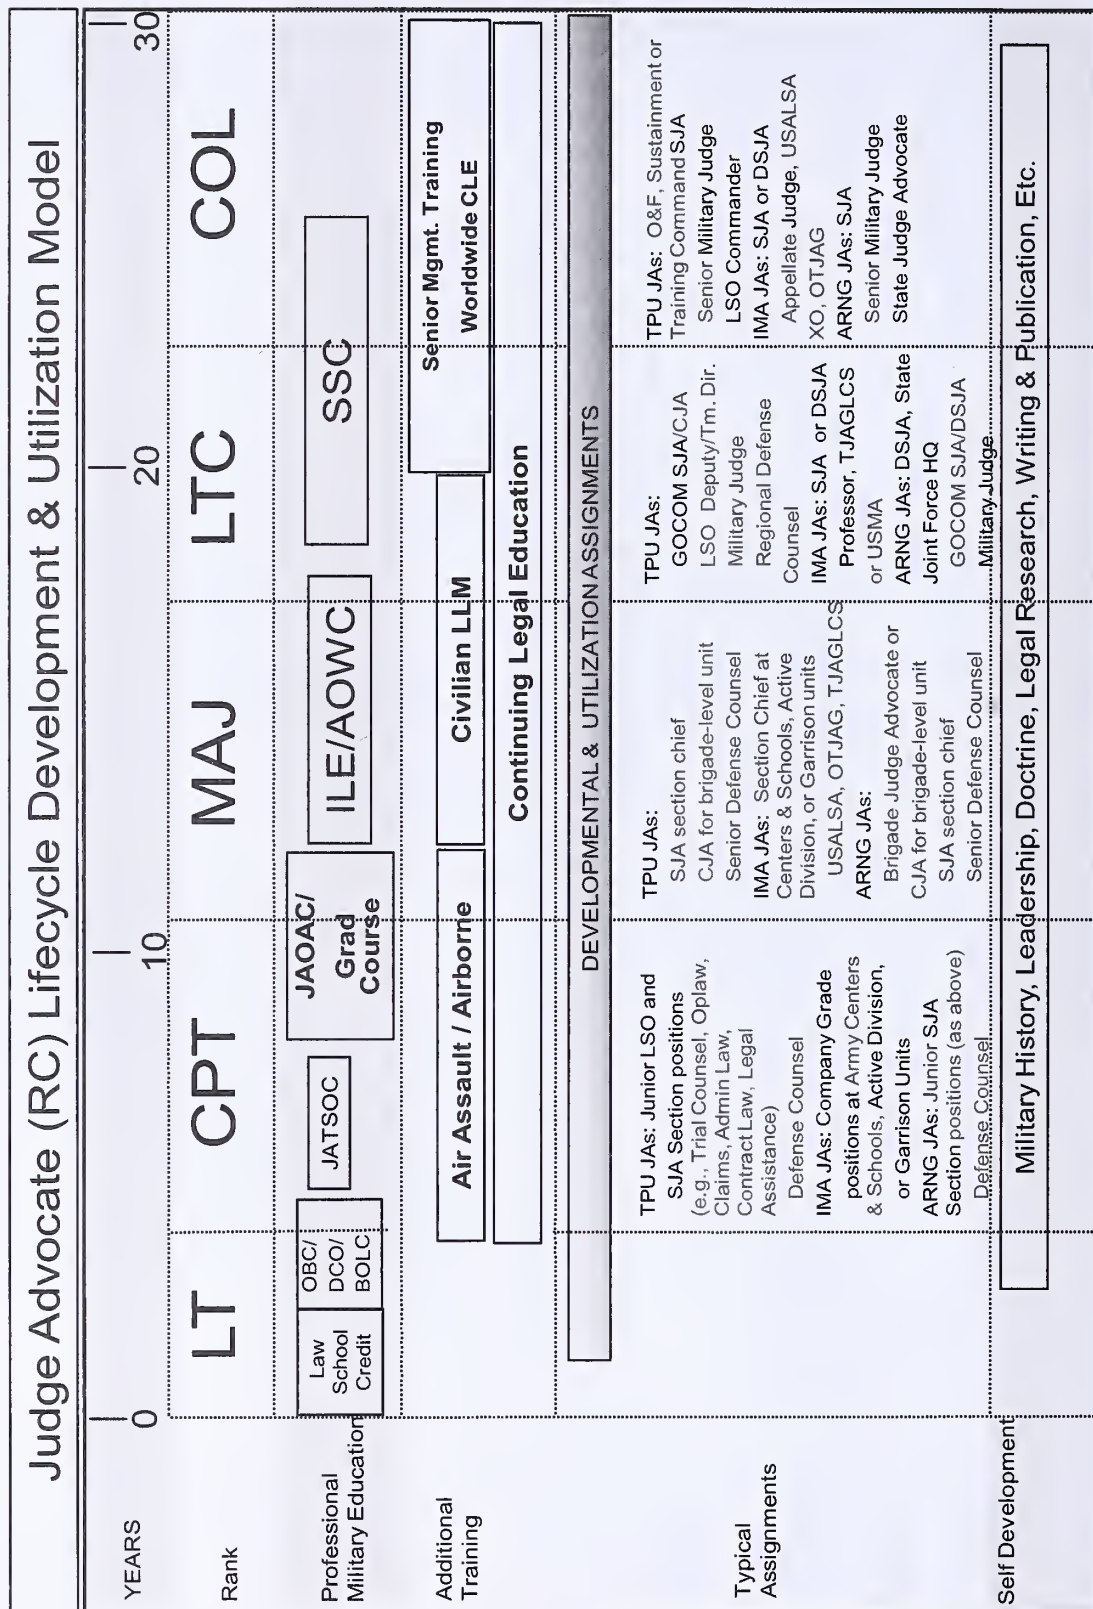 Judge Advocate (RC) Lifecycle Development & Utilization Model
YEARS
0
10
20
30
Rank
LT
CPT
MAJ
LTC
COL
Professional
Military Education
Law
School
Credit
OBC/
DCO/
BOLC
JATSOC
JAOAC/
Grad
Course
ILE/AOWC
SSC
Additional
Training
Air Assault / Airborne
Civilian LLM
Senior Mgmt. Training
Worldwide CLE
Continuing Legal Education
DEVELOPMENTAL & UTILIZATION ASSIGNMENTS
Typical
Assignments
TPU JAs: Junior LSO and
SJA Section positions
(e.g., Trial Counsel, Oplaw,
Claims, Admin Law,
Contract Law, Legal
Assistance)
Defense Counsel
IMA JAs: Company Grade
positions at Army Centers
& Schools, Active Division,
or Garrison Units
ARNG JAs: Junior SJA
Section positions (as above)
Defense Counsel
TPU JAs:
SJA section chief
CJA for brigade-level unit
Senior Defense Counsel
IMA JAs: Section Chief at
Centers & Schools, Active
Division, or Garrison units
USALSA, OTJAG, TJAGLCS
ARNG JAs:
Brigade Judge Advocate or
CJA for brigade-level unit
SJA section chief
Senior Defense Counsel
TPU JAs:
GOCOM SJA/CJA
LSO Deputy/Tm. Dir.
Military Judge
Regional Defense
Counsel
IMA JAs: SJA or DSJA
Professor, TJAGLCS
or USMA
ARNG JAs: DSJA, State
Joint Force HQ
GOCOM SJA/DSJA
Military Judge
TPU JAs: O&F, Sustainment or
Training Command SJA
Senior Military Judge
LSO Commander
IMA JAs: SJA or DSJA
Appellate Judge, USALSA
XO, OTJAG
ARNG JAs: SJA
Senior Military Judge
State Judge Advocate
Self Development
Military History, Leadership, Doctrine, Legal Research, Writing & Publication, Etc.